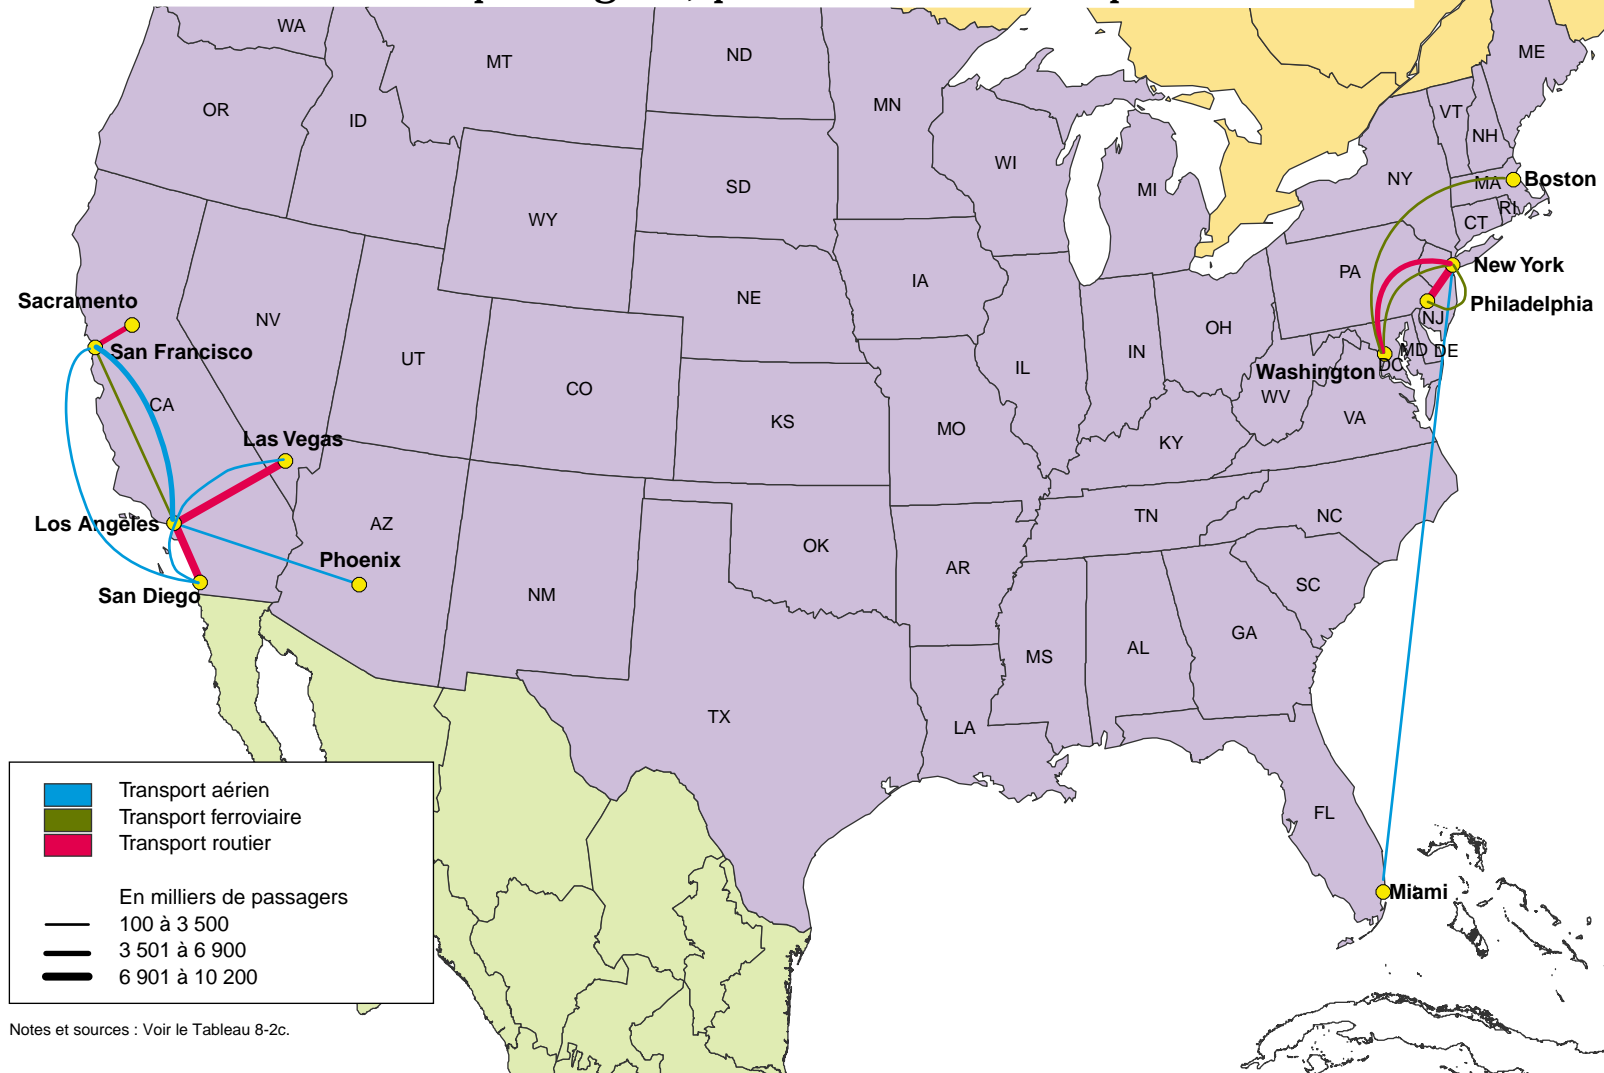 WA
MT
ND
MN
ME
OR
ID
VT
NH
WI
MI
NY
MA
Boston
SD
RI
WY
CT
PA
New York
IA
NE
Sacramento
Philadelphia
NV
OH
NJ
San Francisco
UT
IN
MD
DE
IL
DC
Washington
CO
WV
CA
KS
MO
VA
Las Vegas
KY
Los Angeles
AZ
TN
NC
Phoenix
OK
AR
San Diego
NM
SC
GA
MS
AL
TX
LA
FL
Miami
Transport aérien
Transport ferroviaire
Transport routier
En milliers de passagers
100 à 3 500
3 501 à 6 900
6 901 à 10 200
Notes et sources : Voir le Tableau 8-2c.